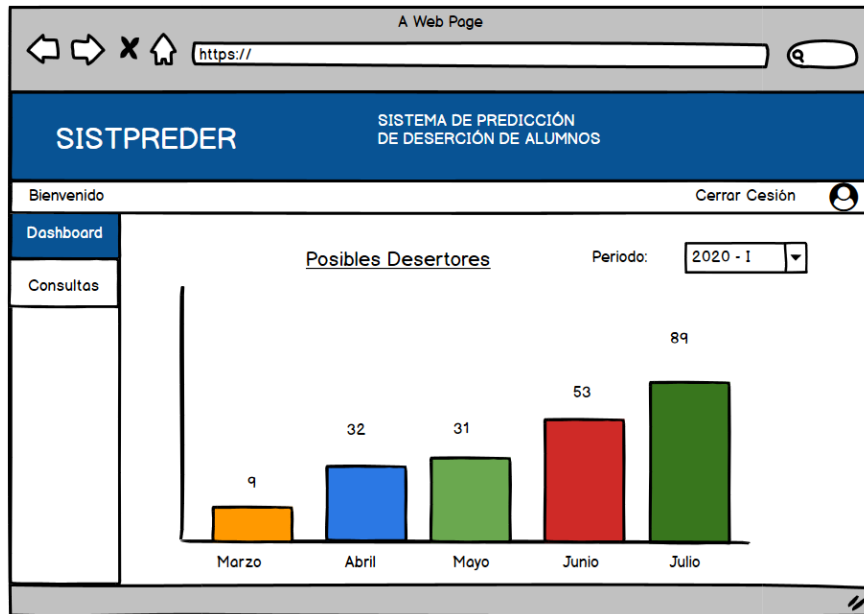 A Web Page
https://
SISTPREDER
SISTEMA DE PREDICCIÓN
DE DESERCIÓN DE ALUMNOS
Bienvenido
Cerrar Cesión
Dashboard
Consultas
Posibles Desertores
Periodo:
2020 - I
9
32
31
53
89
Marzo
Abril
Mayo
Junio
Julio